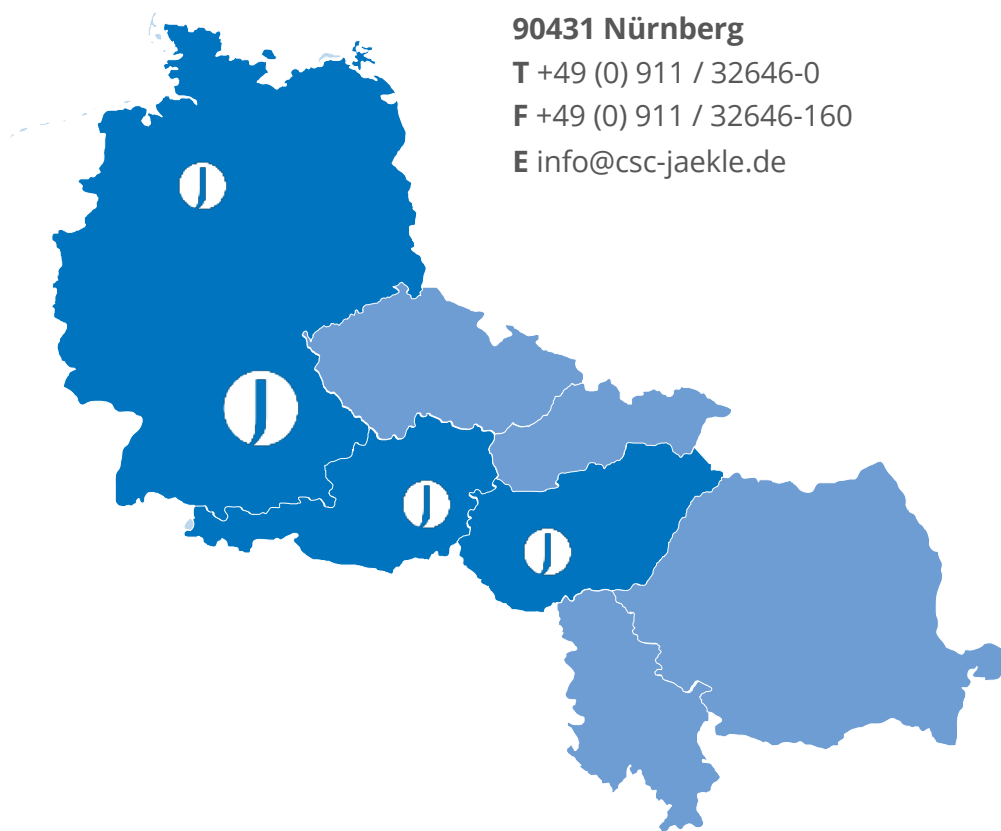 90431 Nürnberg
T +49 (0) 911 / 32646-0
F +49 (0) 911 / 32646-160
E info@csc-jaekle.de
J
J
J
J